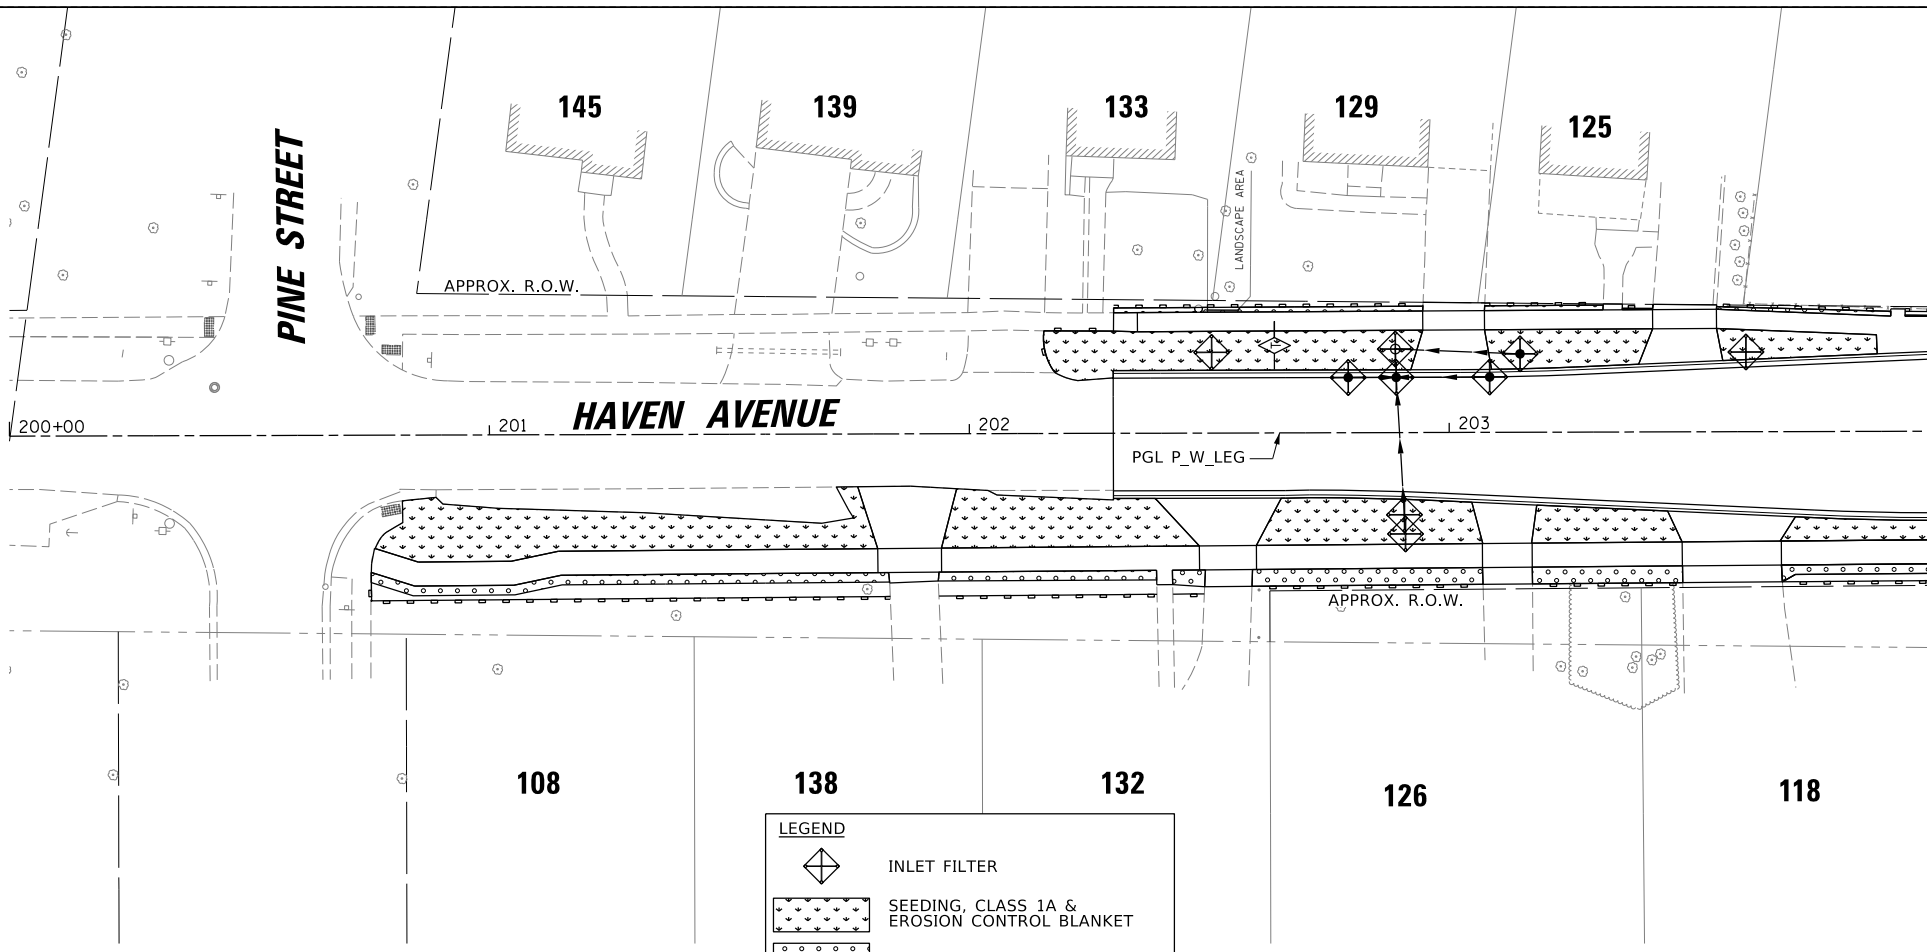 145
139
133
129
125
PINE STREET
LANDSCAPE AREA
APPROX. R.O.W.
HAVEN AVENUE
200+00
201
202
203
PGL P_W_LEG
APPROX. R.O.W.
108
138
132
126
118
LEGEND
INLET FILTER
SEEDING, CLASS 1A &
EROSION CONTROL BLANKET